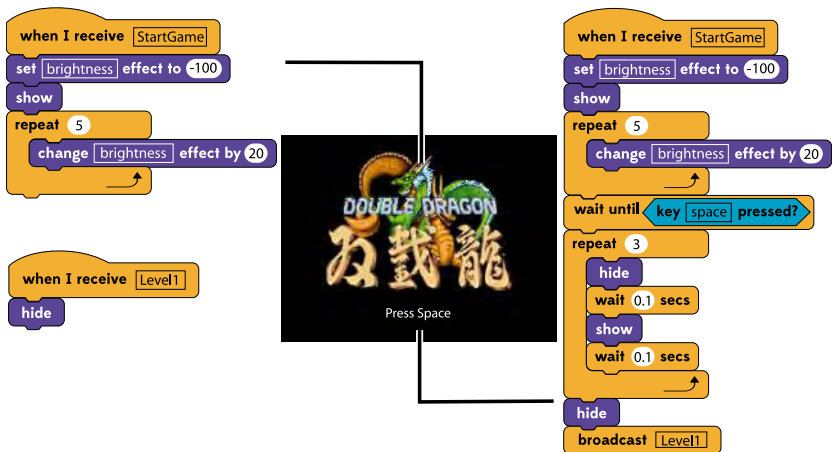 when I receive StartGame
set brightness effect to -100
show
repeat 5
change brightness effect by 20
when I receive Level1
hide
DOUBLE DRAGON
双截龍
Press Space
when I receive StartGame
set brightness effect to -100
show
repeat 5
change brightness effect by 20
wait until key space pressed?
repeat 3
hide
wait 0.1 secs
show
wait 0.1 secs
hide
broadcast Level1